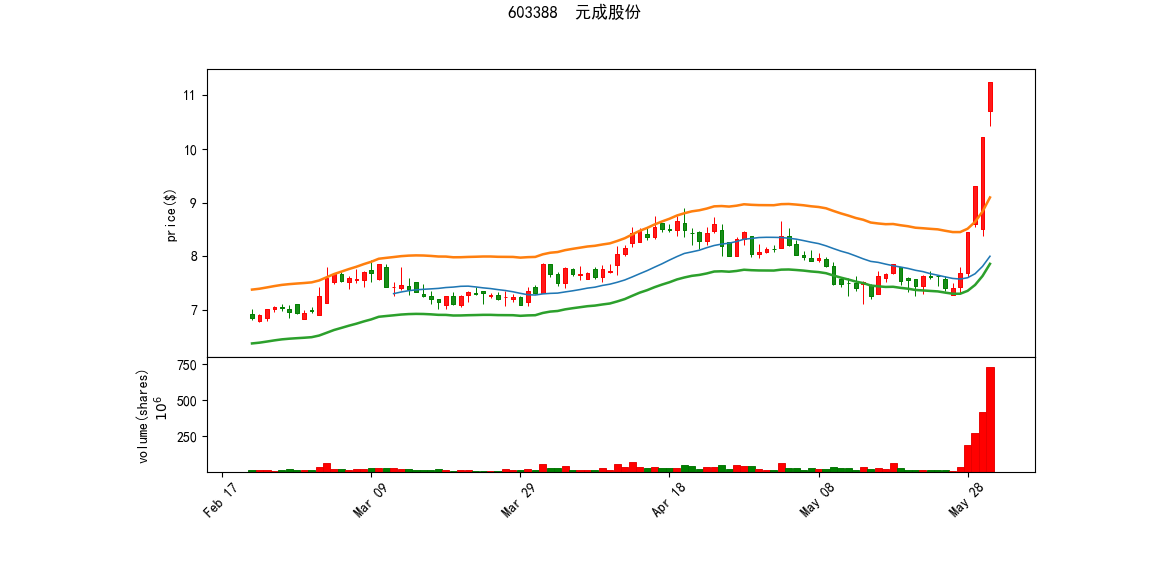 603388 元成股份
price($)
11
10
9
8
7
volume(shares)
10^6
750
500
250
Feb 17
Mar 09
Mar 29
Apr 18
May 08
May 28